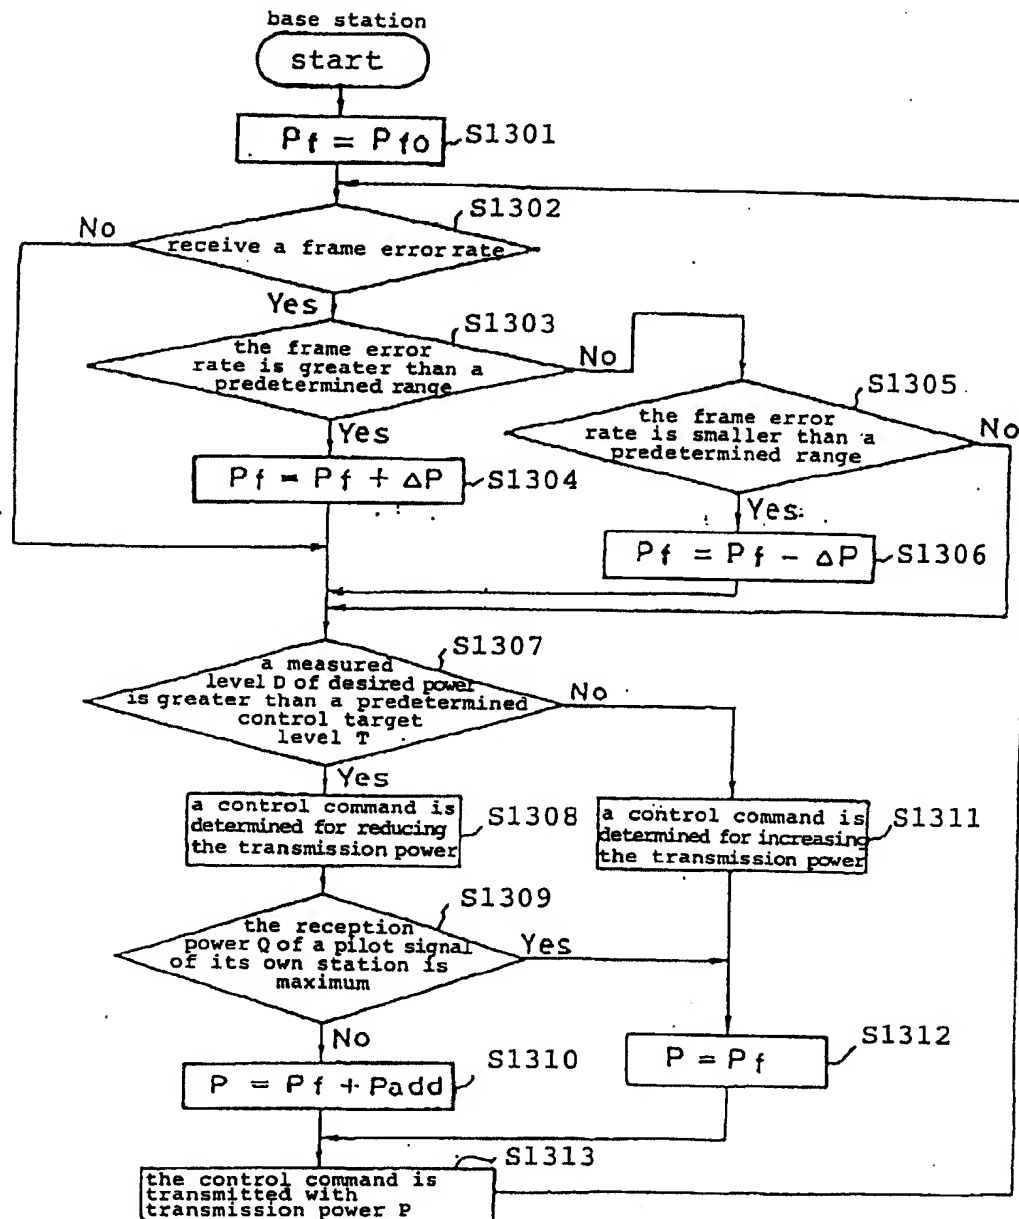 base station
start
Pf = Pfo
S1301
S1302
No
receive a frame error rate
Yes
S1303
the frame error
rate is greater than a
predetermined range
No
S1305
the frame error
rate is smaller than a
predetermined range
No
Yes
Pf = Pf + ΔP
S1304
Yes
Pf = Pf - ΔP
S1306
S1307
a measured
level D of desired power
is greater than a predetermined
control target
level T
No
Yes
a control command is
determined for reducing
the transmission power
S1308
a control command is
determined for increasing
the transmission power
S1311
S1309
the reception
power Q of a pilot signal
of its own station is
maximum
Yes
No
S1310
P = Pf + Padd
S1312
P = Pf
S1313
the control command is
transmitted with
transmission power P